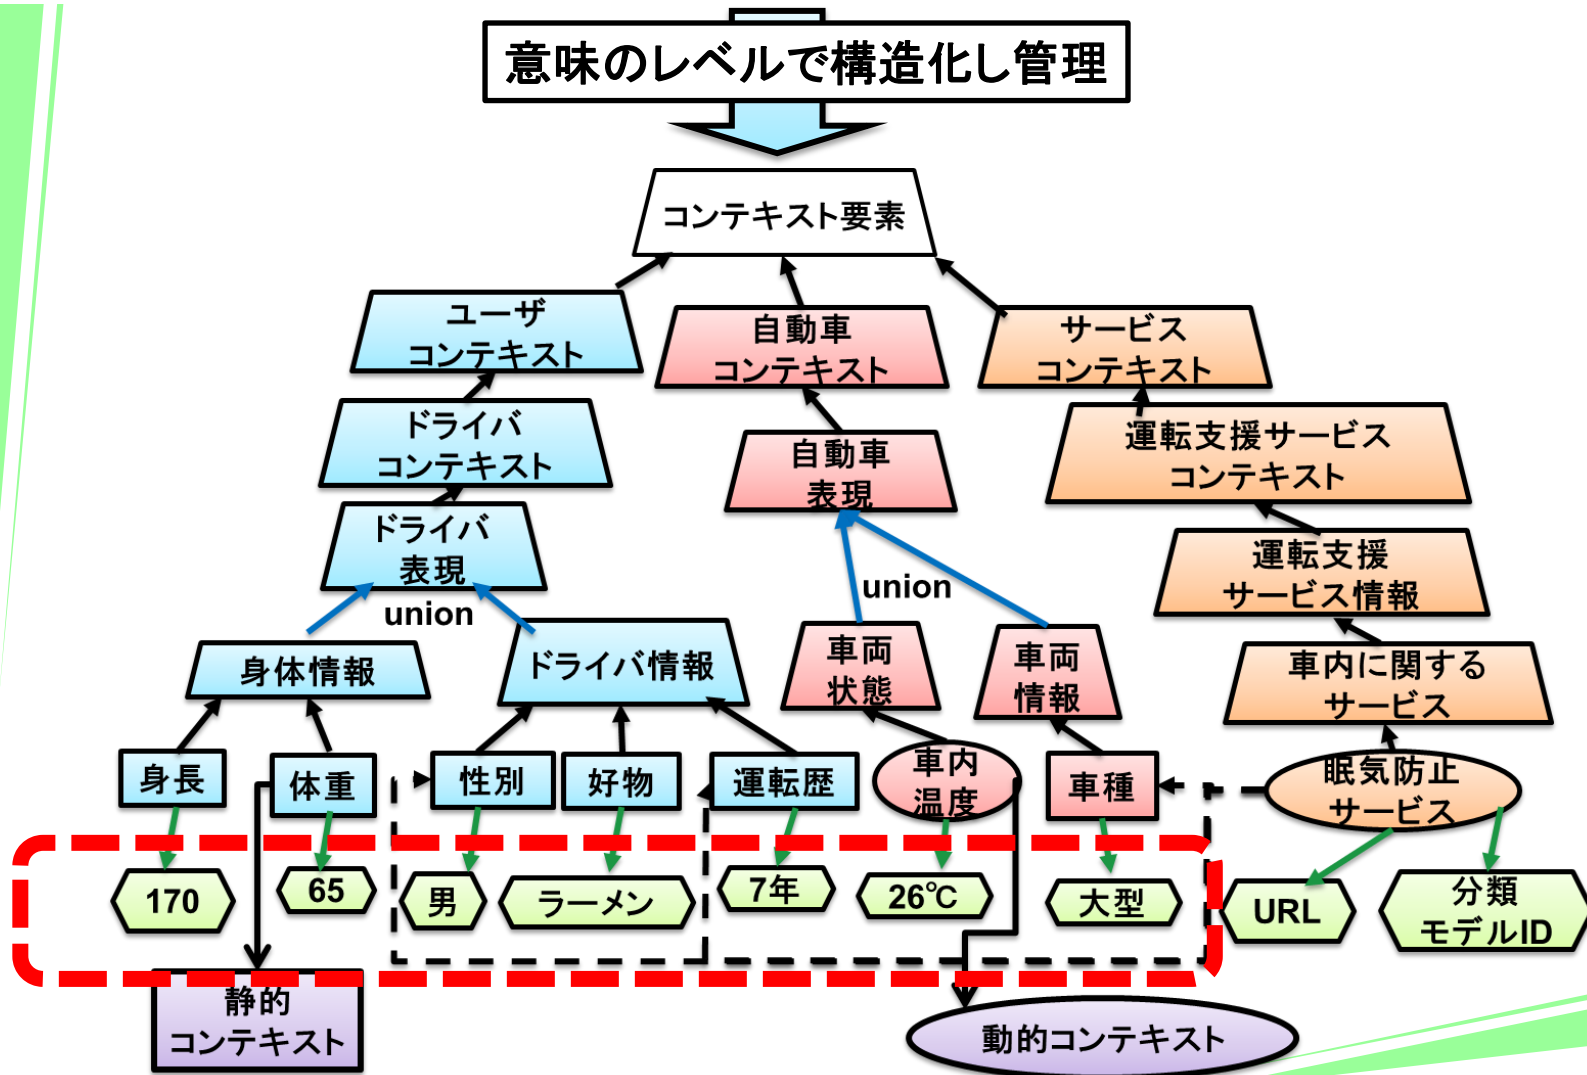 意味のレベルで構造化し管理
コンテキスト要素
ユーザ
コンテキスト
自動車
コンテキスト
サービス
コンテキスト
ドライバ
コンテキスト
自動車
表現
運転支援サービス
コンテキスト
ドライバ
表現
運転支援
サービス情報
union
union
身体情報
ドライバ情報
車両
状態
車両
情報
車内に関する
サービス
身長
体重
性別
好物
運転歴
車内
温度
車種
眠気防止
サービス
170
65
男
ラーメン
7年
26℃
大型
URL
分類
モデルID
静的
コンテキスト
動的コンテキスト